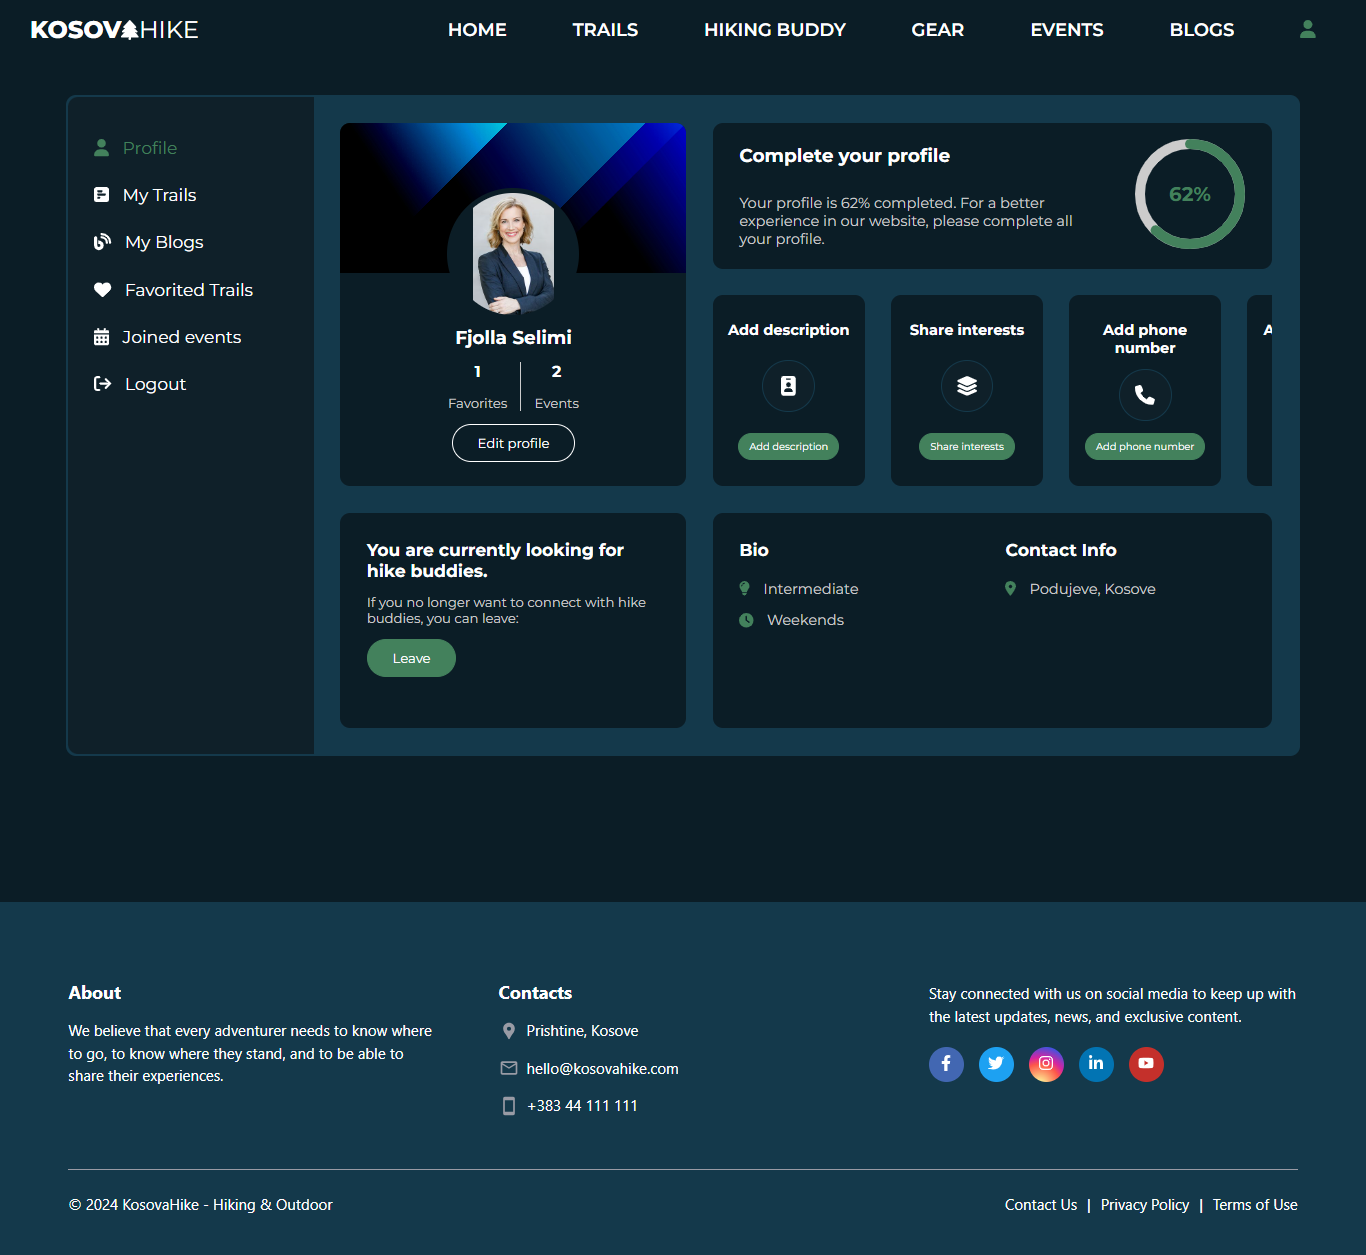 KOSOVAHIKE
HOME
TRAILS
HIKING BUDDY
GEAR
EVENTS
BLOGS
Profile
My Trails
My Blogs
Favorited Trails
Joined events
Logout
Fjolla Selimi
1
2
Favorites
Events
Edit profile
Complete your profile
Your profile is 62% completed. For a better
experience in our website, please complete all
your profile.
62%
Add description
Add description
Share interests
Share interests
Add phone
number
Add phone number
You are currently looking for
hike buddies.
If you no longer want to connect with hike
buddies, you can leave:
Leave
Bio
Intermediate
Weekends
Contact Info
Podujeve, Kosove
About
We believe that every adventurer needs to know where
to go, to know where they stand, and to be able to
share their experiences.
Contacts
Prishtine, Kosove
hello@kosovahike.com
+383 44 111 111
Stay connected with us on social media to keep up with
the latest updates, news, and exclusive content.
© 2024 KosovaHike - Hiking & Outdoor
Contact Us | Privacy Policy | Terms of Use